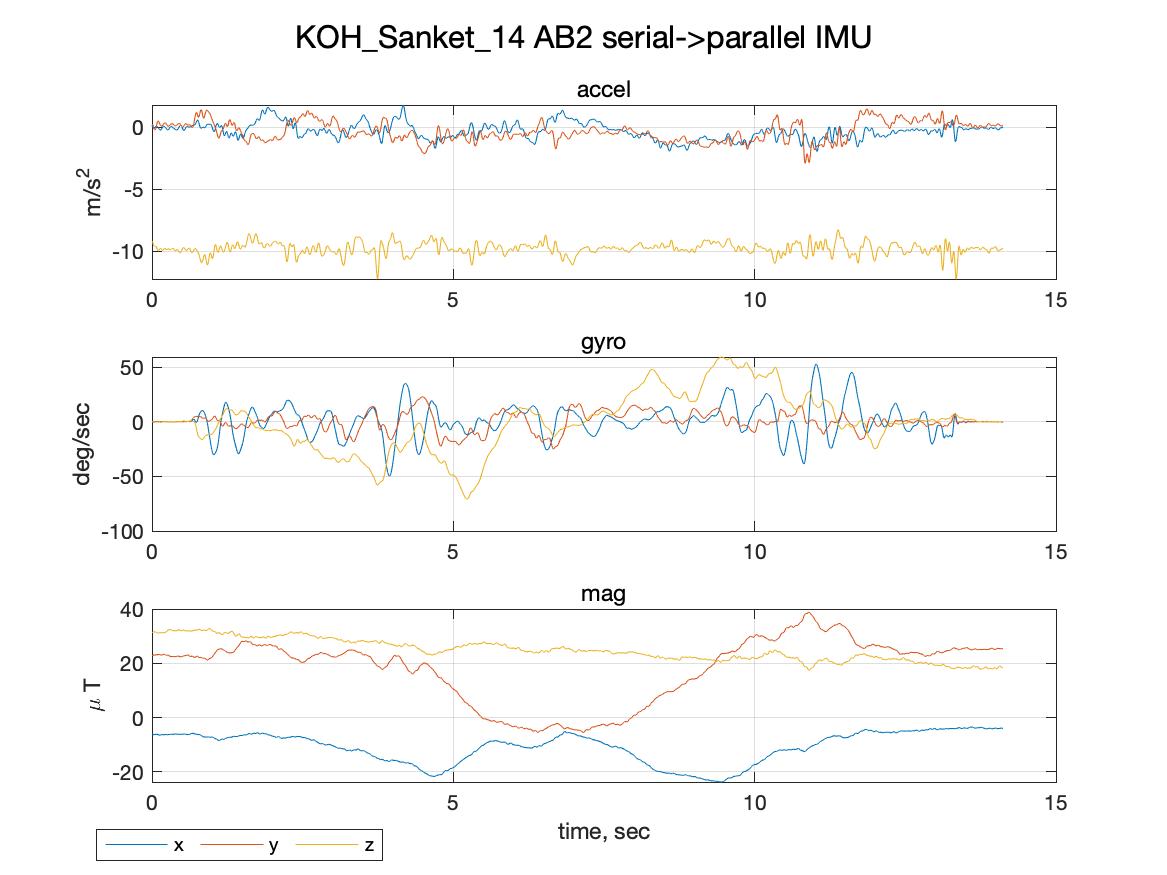 KOH_Sanket_14 AB2 serial->parallel IMU
accel
0
-5
-10
m/s²
0 5 10 15
gyro
50
0
-50
-100
deg/sec
0 5 10 15
mag
40
20
0
-20
μ T
0 5 10 15
time, sec
x y z